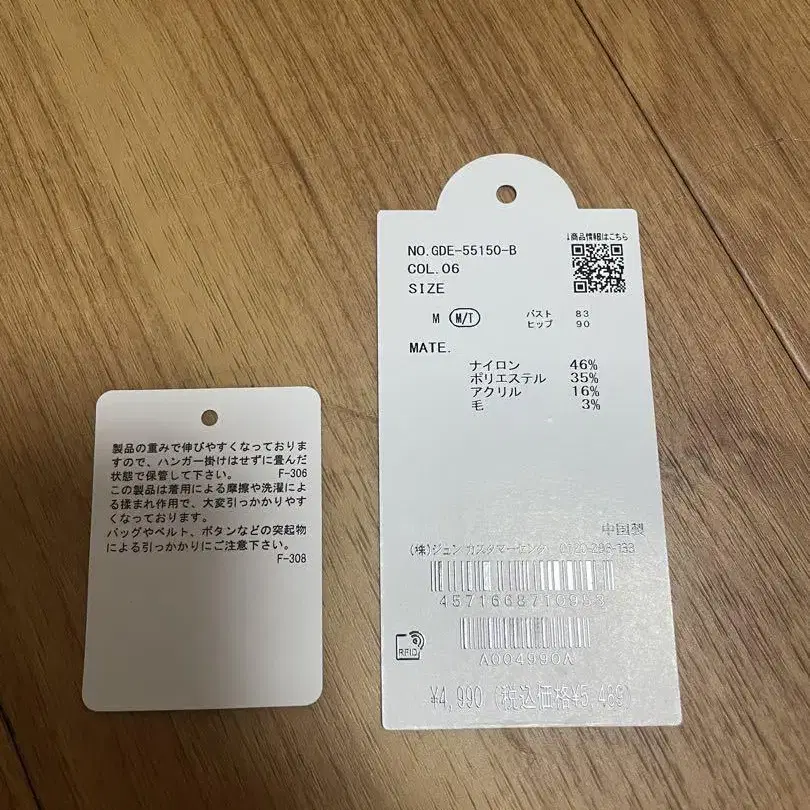 製品の重みで伸びやすくなっておりま
すので、ハンガー掛けはせずに畳んだ
状態で保管して下さい。
F-306
この製品は着用による摩擦や洗濯によ
る揉まれ作用で、大変引っかかりやす
くなっております。
バッグやベルト、ボタンなどの突起物
による引っかかりにご注意下さい。
F-308
↓商品情報はこちら
NO.GDE-55150-B
COL.06
SIZE
M M/T バスト 83
ヒップ 90
MATE.
ナイロン 46%
ポリエステル 35%
アクリル 16%
毛 3%
中国製
(株)ジュン カスタマーセンター 0120-298-133
RFID
A004990A
¥4,990 (税込価格¥5,489)